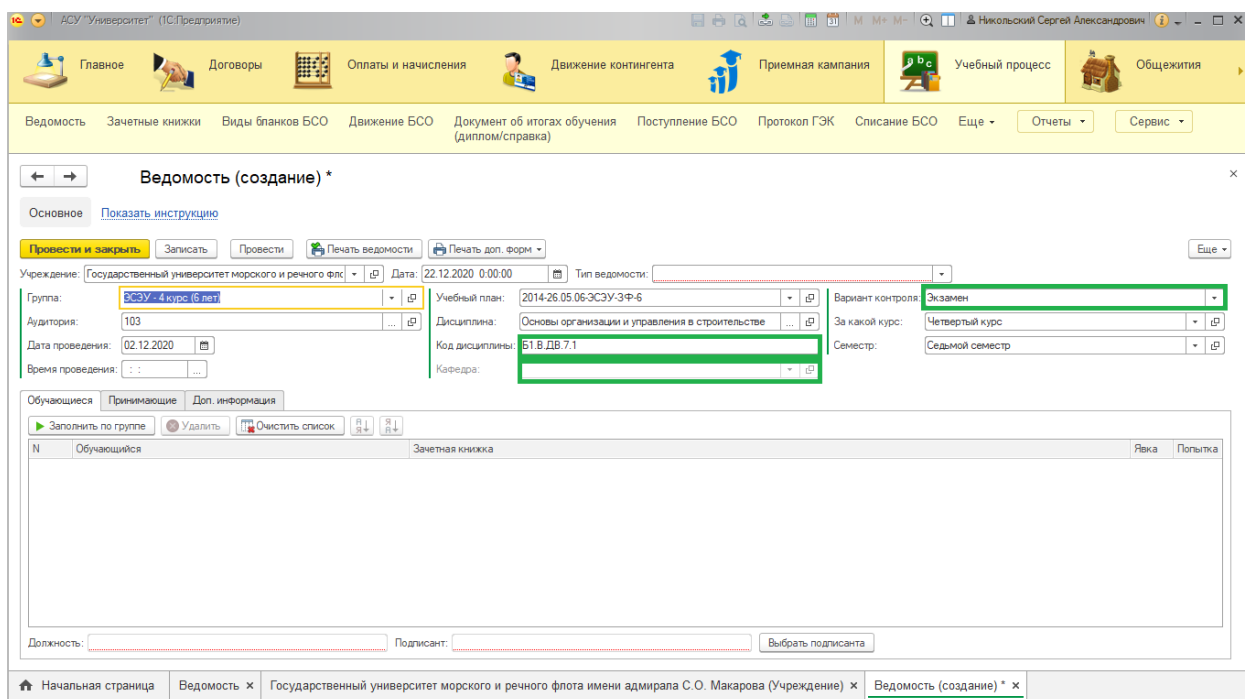 АСУ "Университет" (1С:Предприятие) M M+ M- Никольский Сергей Александрович
Главное Договоры Оплаты и начисления Движение контингента Приемная кампания Учебный процесс Общежития
Ведомость Зачетные книжки Виды бланков БСО Движение БСО Документ об итогах обучения (диплом/справка) Поступление БСО Протокол ГЭК Списание БСО Еще Отчеты Сервис
Ведомость (создание) *
Основное Показать инструкцию
Провести и закрыть Записать Провести Печать ведомости Печать доп. форм Еще
Учреждение: Государственный университет морского и речного фло Дата: 22.12.2020 0:00:00 Тип ведомости:
Группа: ЭСЭУ - 4 курс (6 лет) Учебный план: 2014-26.05.06-ЭСЭУ-ЗФ-6 Вариант контроля: Экзамен
Аудитория: 103 ... Дисциплина: Основы организации и управления в строительстве ... За какой курс: Четвертый курс
Дата проведения: 02.12.2020 Код дисциплины: Б1.В.ДВ.7.1 Семестр: Седьмой семестр
Время проведения: : : ... Кафедра:
Обучающиеся Принимающие Доп. информация
Заполнить по группе Удалить Очистить список
N Обучающийся Зачетная книжка Явка Попытка
Должность: Подписант: Выбрать подписанта
Начальная страница Ведомость × Государственный университет морского и речного флота имени адмирала С.О. Макарова (Учреждение) × Ведомость (создание) * ×